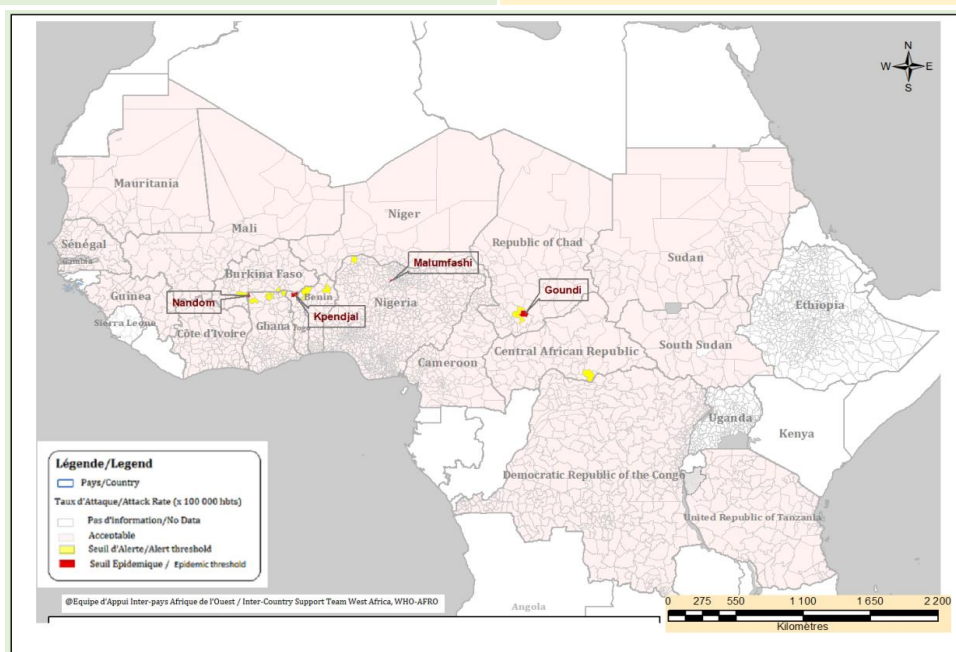 N
W E
S
Mauritania
Mali
Niger
Republic of Chad
Sudan
Sénégal
Gambia
Burkina Faso
Malumfashi
Goundi
Guinea
Nandom
Benin
Nigeria
Ethiopia
Kpendjal
Sierra Leone
Côte d'Ivoire
Ghana
Togo
Cameroon
Central African Republic
South Sudan
Uganda
Kenya
Democratic Republic of the Congo
United Republic of Tanzania
Angola
Légende/Legend
Pays/Country
Taux d'Attaque/Attack Rate (x 100 000 hbts)
Pas d'information/No Data
Acceptable
Seuil d'Alerte/Alert threshold
Seuil Epidemique / Epidemic threshold
@Equipe d'Appui Inter-pays Afrique de l'Ouest / Inter-Country Support Team West Africa, WHO-AFRO
0 275 550 1 100 1 650 2 200
Kilomètres